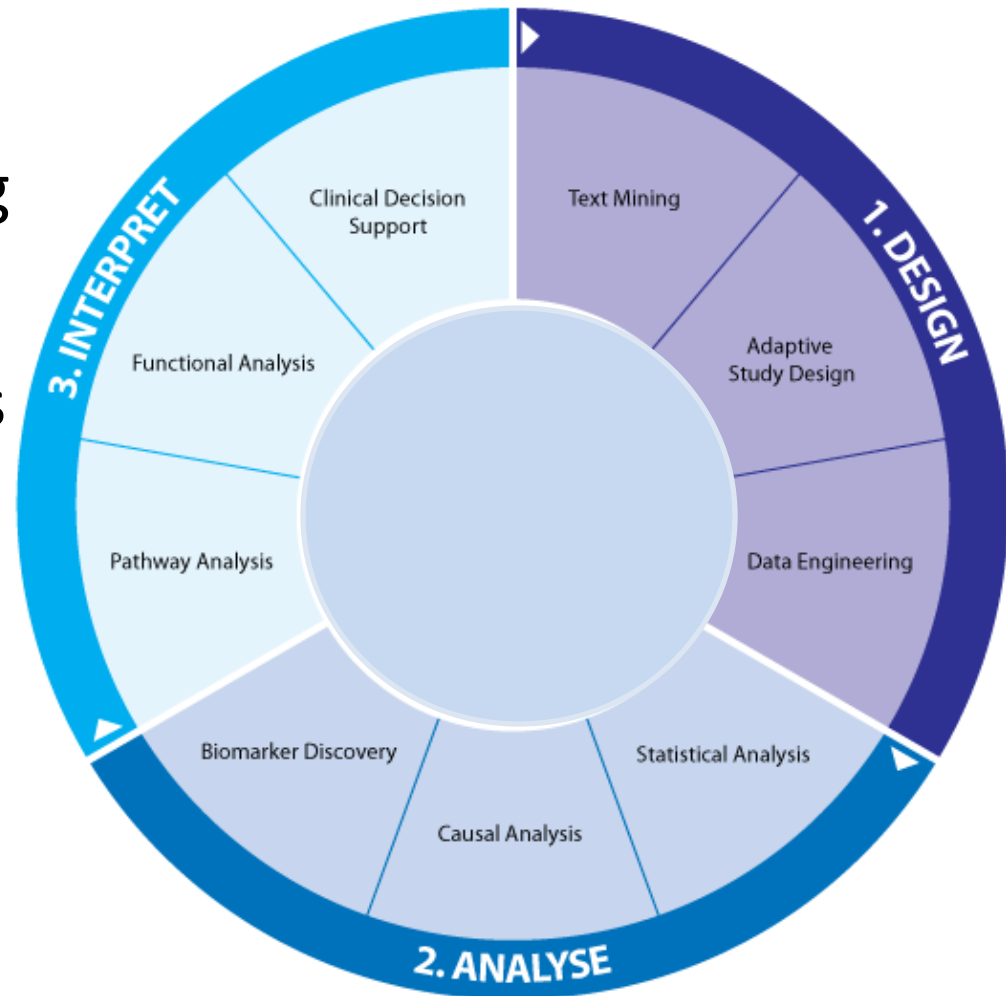 1. DESIGN
Text Mining
Adaptive
Study Design
Data Engineering
2. ANALYSE
Statistical Analysis
Causal Analysis
Biomarker Discovery
3. INTERPRET
Pathway Analysis
Functional Analysis
Clinical Decision
Support